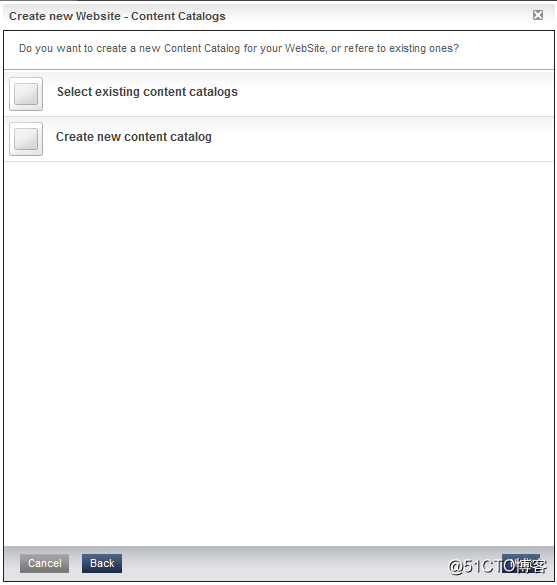 Create new Website - Content Catalogs
Do you want to create a new Content Catalog for your WebSite, or refere to existing ones?
Select existing content catalogs
Create new content catalog
Cancel
Back
@51CTO博客